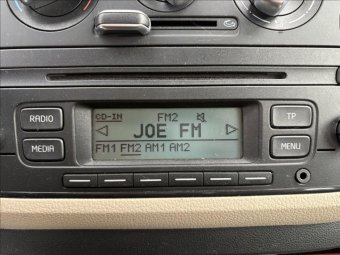 RADIO
MEDIA
CD-IN FM2
JOE FM
FM1 FM2 AM1 AM2
TP
MENU